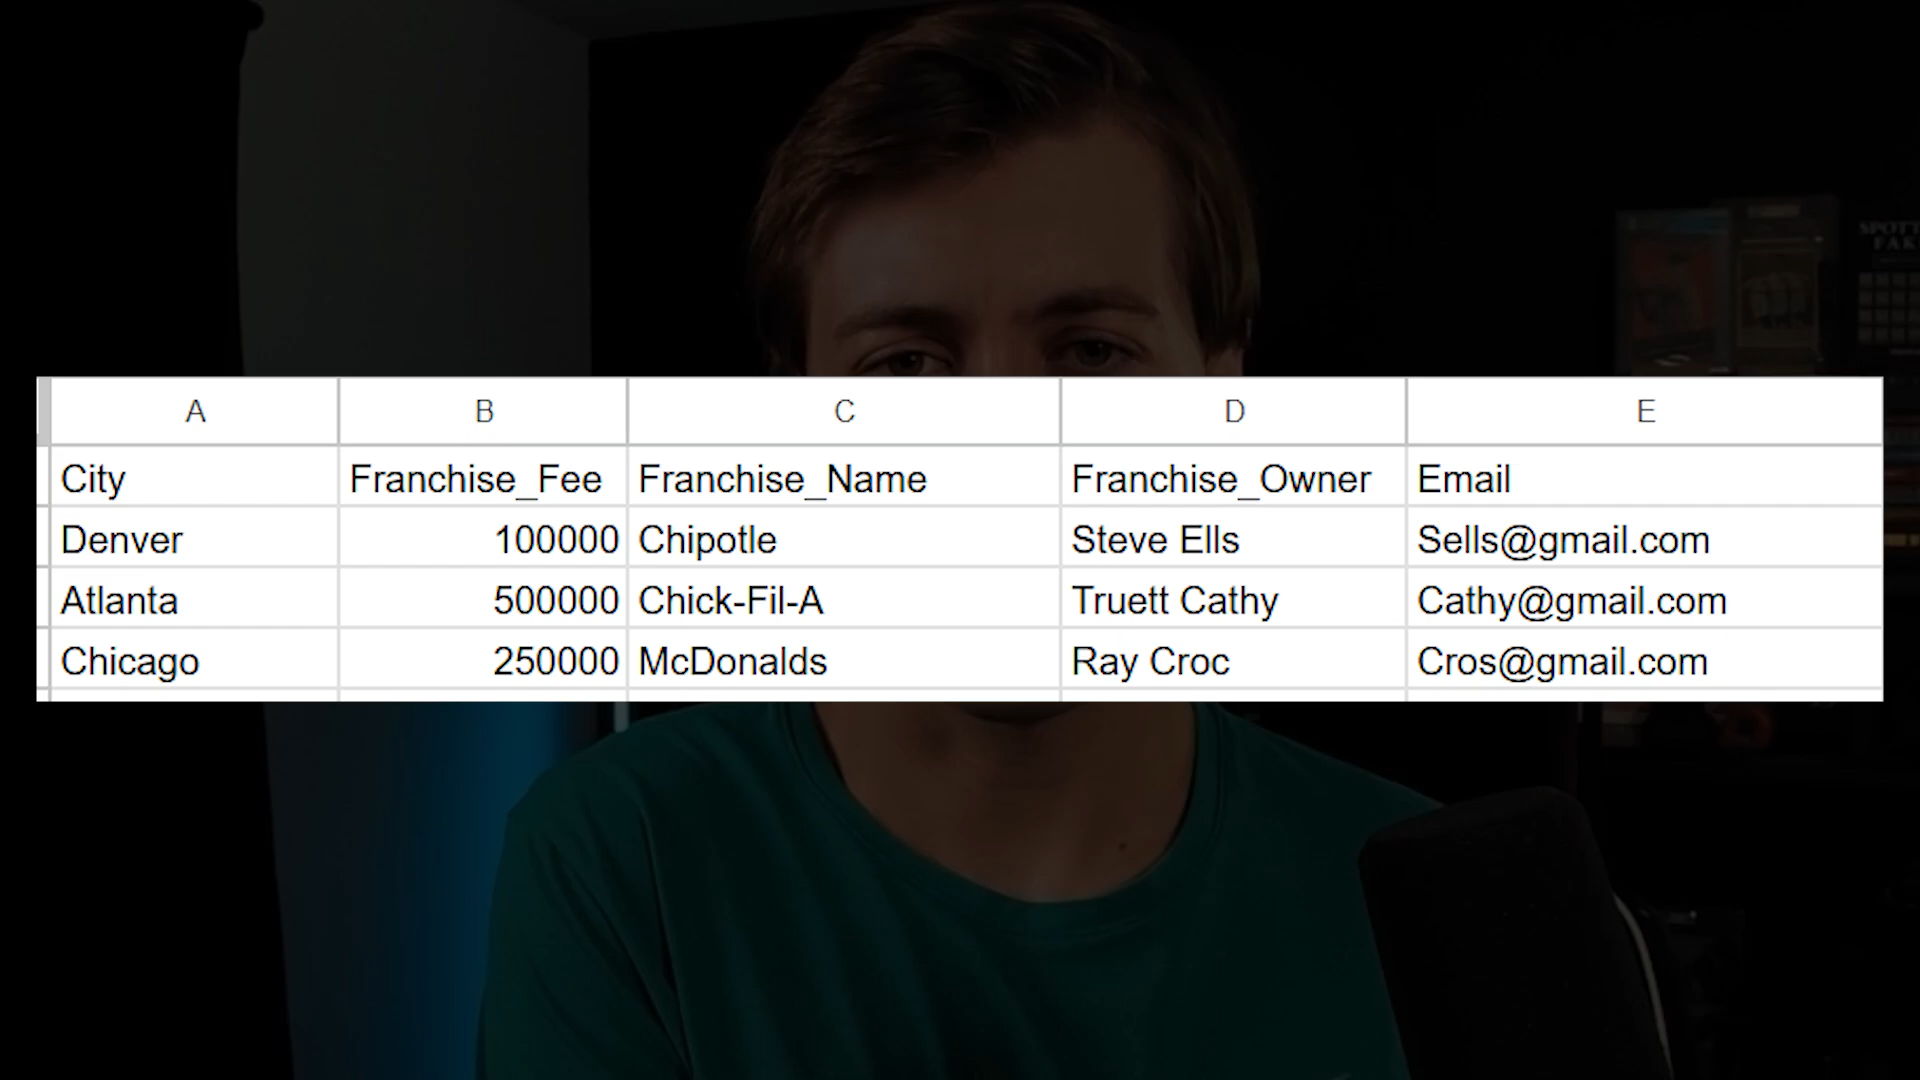 A B C D E
City Franchise_Fee Franchise_Name Franchise_Owner Email
Denver 100000 Chipotle Steve Ells Sells@gmail.com
Atlanta 500000 Chick-Fil-A Truett Cathy Cathy@gmail.com
Chicago 250000 McDonalds Ray Croc Cros@gmail.com